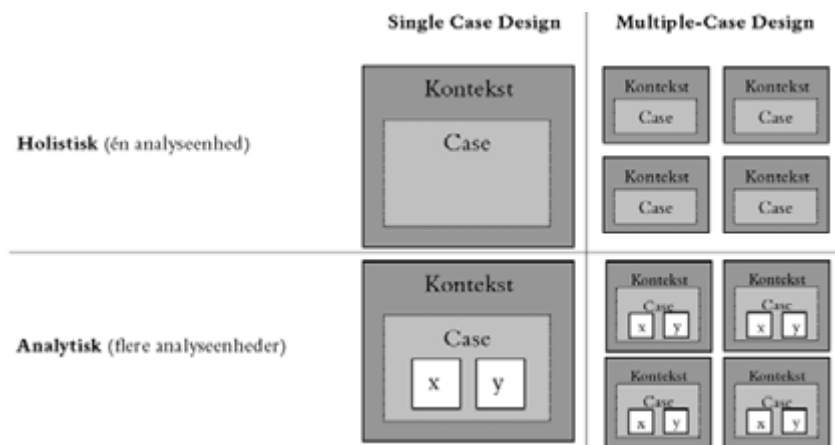 Single Case Design
Multiple-Case Design
Holistisk (én analyseenhed)
Kontekst
Case
Kontekst
Case
Kontekst
Case
Kontekst
Case
Kontekst
Case
Analytisk (flere analyseenheder)
Kontekst
Case
x
y
Kontekst
Case
x
y
Kontekst
Case
x
y
Kontekst
Case
x
y
Kontekst
Case
x
y